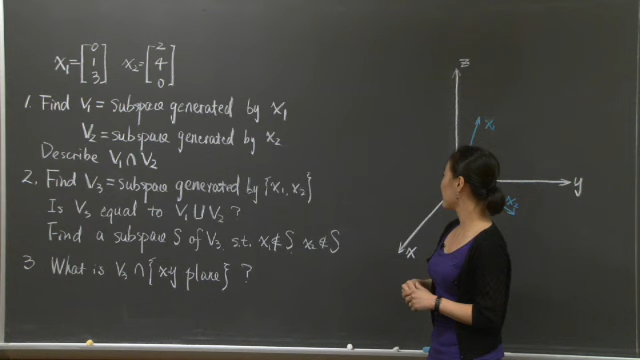 x₁ = [0 1 3] x₂ = [2 4 0]
1. Find V₁ = subspace generated by x₁
V₂ = subspace generated by x₂
Describe V₁ ∩ V₂
2. Find V₃ = subspace generated by {x₁, x₂}
Is V₃ equal to V₁ ∪ V₂ ?
Find a subspace S of V₃ s.t. x₁ ∉ S, x₂ ∉ S
3 What is V₃ ∩ {xy plane} ?
z
x₁
y
x₂
x